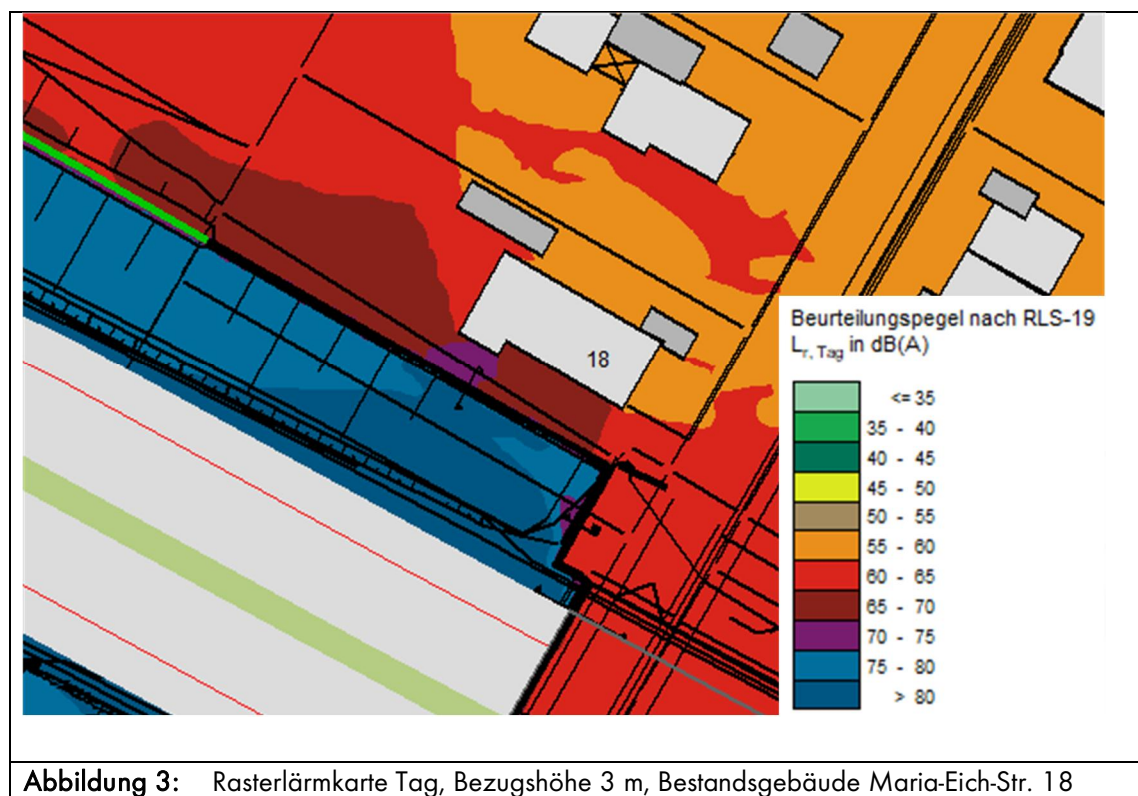 18
Beurteilungspegel nach RLS-19
Lr, Tag in dB(A)
<= 35
35 - 40
40 - 45
45 - 50
50 - 55
55 - 60
60 - 65
65 - 70
70 - 75
75 - 80
> 80
Abbildung 3: Rasterlärmkarte Tag, Bezugshöhe 3 m, Bestandsgebäude Maria-Eich-Str. 18